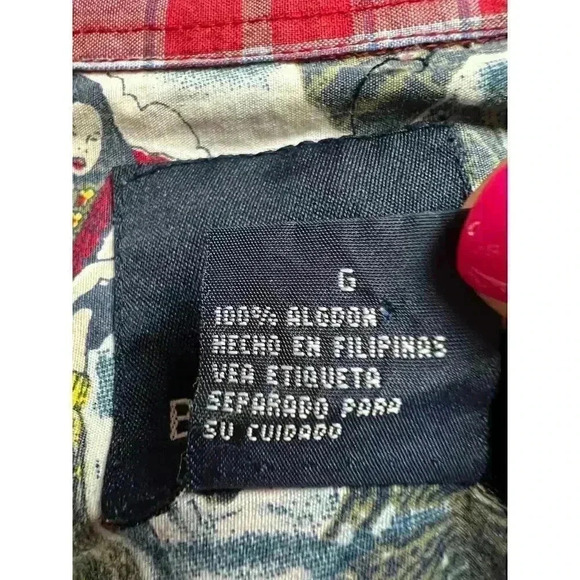 G
100% ALGODON
HECHO EN FILIPINAS
VEA ETIQUETA
SEPARADO PARA
SU CUIDADO
B